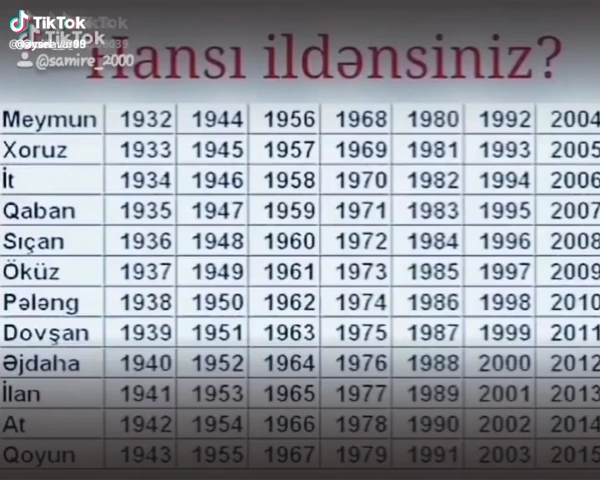 TikTok
TikTok
@samire_2000
Hansı ildənsiniz?
Meymun 1932 1944 1956 1968 1980 1992 2004
Xoruz 1933 1945 1957 1969 1981 1993 2005
İt 1934 1946 1958 1970 1982 1994 2006
Qaban 1935 1947 1959 1971 1983 1995 2007
Sıçan 1936 1948 1960 1972 1984 1996 2008
Öküz 1937 1949 1961 1973 1985 1997 2009
Pələng 1938 1950 1962 1974 1986 1998 2010
Dovşan 1939 1951 1963 1975 1987 1999 2011
Əjdaha 1940 1952 1964 1976 1988 2000 2012
İlan 1941 1953 1965 1977 1989 2001 2013
At 1942 1954 1966 1978 1990 2002 2014
Qoyun 1943 1955 1967 1979 1991 2003 2015